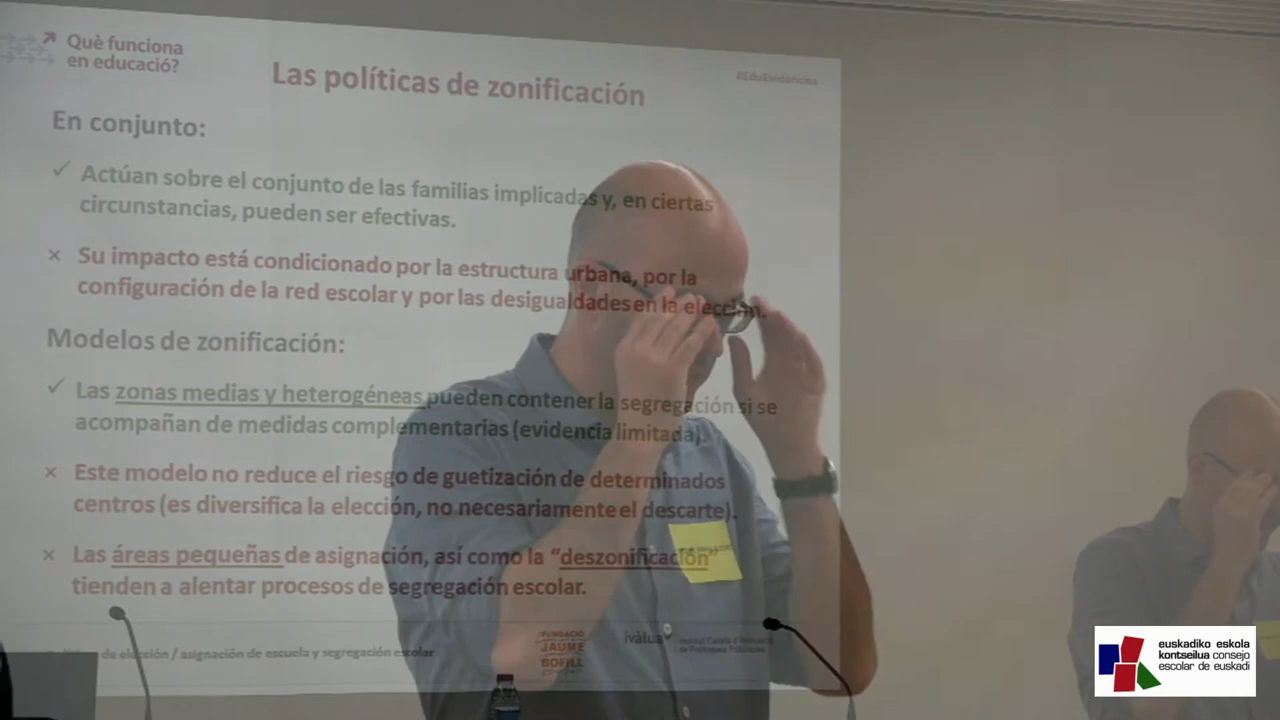 Què funciona
en educació?
Las políticas de zonificación
#EduEvidències
En conjunto:
✓ Actúan sobre el conjunto de las familias implicadas y, en ciertas
circunstancias, pueden ser efectivas.
× Su impacto está condicionado por la estructura urbana, por la
configuración de la red escolar y por las desigualdades en la elección.
Modelos de zonificación:
✓ Las zonas medias y heterogéneas pueden contener la segregación si se
acompañan de medidas complementarias (evidencia limitada).
× Este modelo no reduce el riesgo de guetización de determinados
centros (es diversifica la elección, no necesariamente el descarte).
× Las áreas pequeñas de asignación, así como la “deszonificación”
tienden a alentar procesos de segregación escolar.
de elección / asignación de escuela y segregación escolar
FUNDACIÓ
JAUME
BOFILL
ivàlua
de Polítiques Públiques
euskadiko eskola
kontseilua consejo
escolar de euskadi